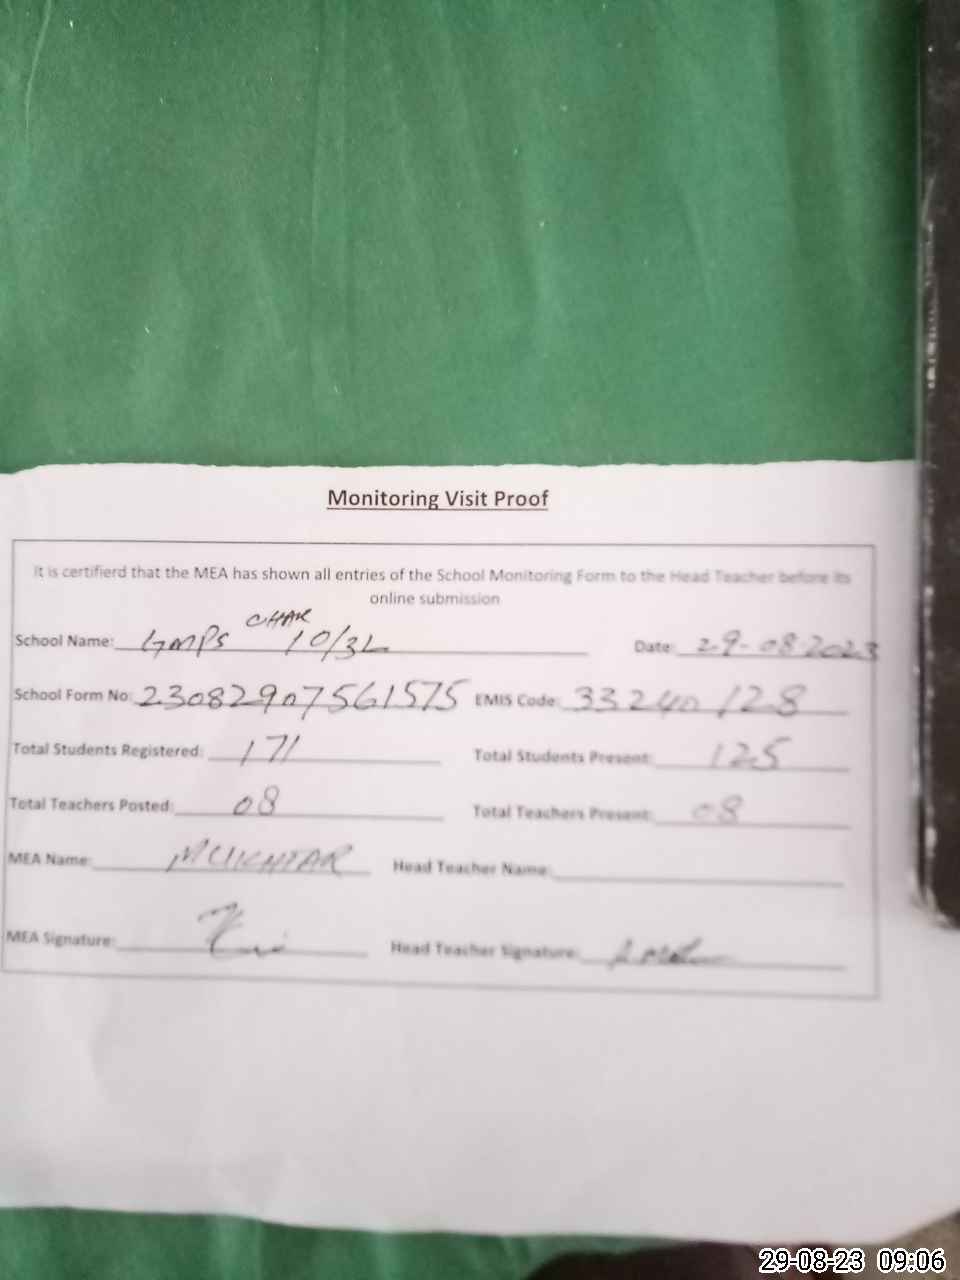 Monitoring Visit Proof
It is certifierd that the MEA has shown all entries of the School Monitoring Form to the Head Teacher before its
online submission
School Name: GMPS CHAK 10/3L Date: 29-08-2023
School Form No: 23082907561575 EMIS Code: 33240128
Total Students Registered: 171 Total Students Present: 125
Total Teachers Posted: 08 Total Teachers Present: 08
MEA Name: MUKHTAR Head Teacher Name:
MEA Signature: Head Teacher Signature:
29-08-23 09:06